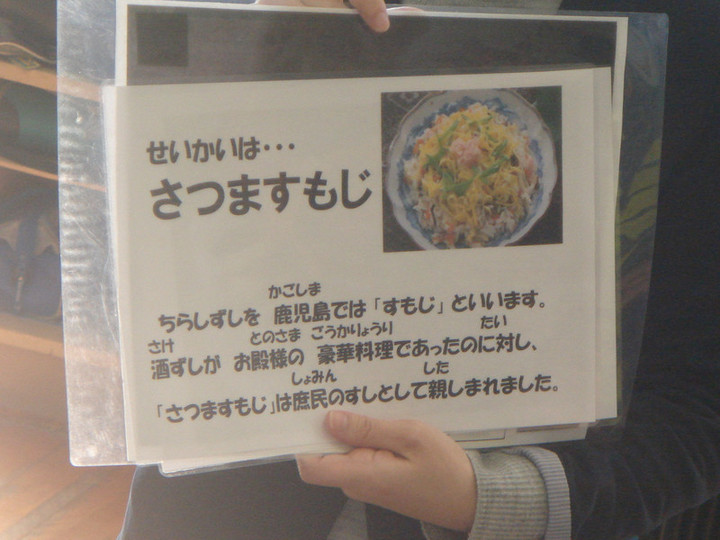 せいかいは・・・
さつますもじ
かごしま
ちらしずしを 鹿児島では「すもじ」といいます。
さけ とのさま ごうかりょうり たい
酒ずしが お殿様の 豪華料理であったのに対し、
しょみん した
「さつますもじ」は庶民のすしとして親しまれました。